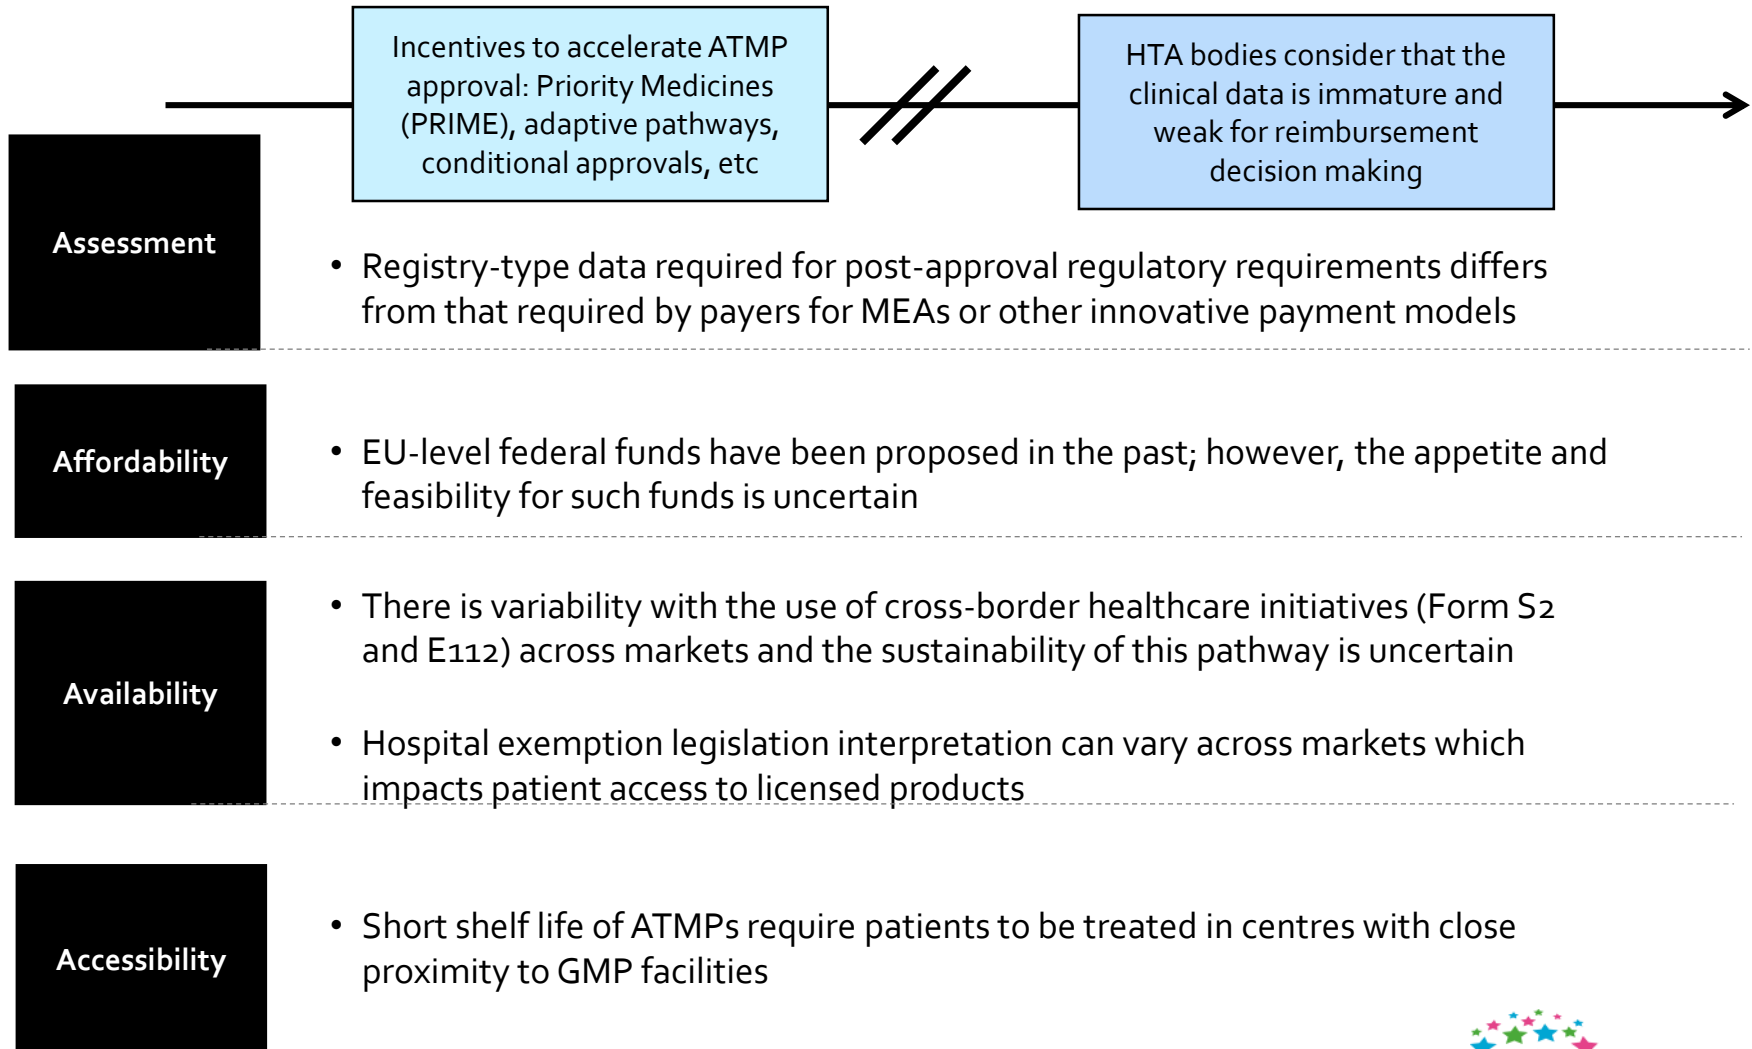 Incentives to accelerate ATMP
approval: Priority Medicines
(PRIME), adaptive pathways,
conditional approvals, etc
HTA bodies consider that the
clinical data is immature and
weak for reimbursement
decision making
Assessment
• Registry-type data required for post-approval regulatory requirements differs
from that required by payers for MEAs or other innovative payment models
Affordability
• EU-level federal funds have been proposed in the past; however, the appetite and
feasibility for such funds is uncertain
Availability
• There is variability with the use of cross-border healthcare initiatives (Form S2
and E112) across markets and the sustainability of this pathway is uncertain
• Hospital exemption legislation interpretation can vary across markets which
impacts patient access to licensed products
Accessibility
• Short shelf life of ATMPs require patients to be treated in centres with close
proximity to GMP facilities